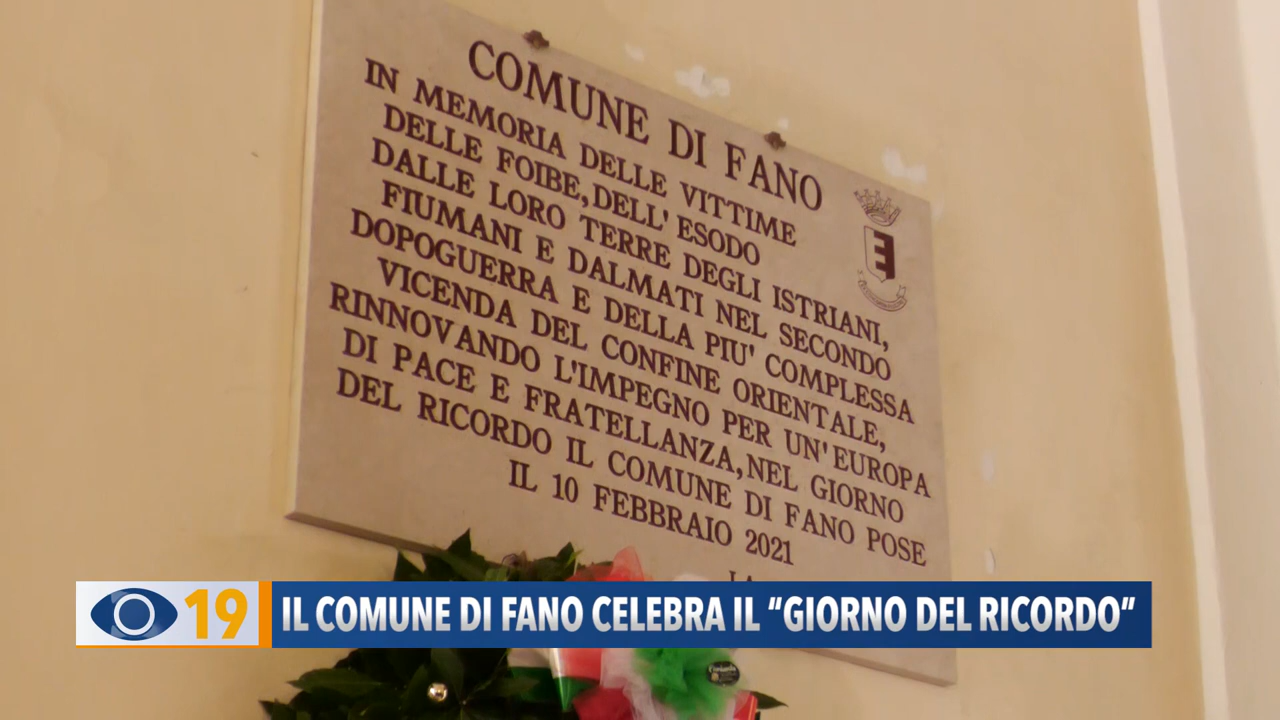 COMUNE DI FANO
IN MEMORIA DELLE VITTIME
DELLE FOIBE, DELL' ESODO
DALLE LORO TERRE DEGLI ISTRIANI,
FIUMANI E DALMATI NEL SECONDO
DOPOGUERRA E DELLA PIU' COMPLESSA
VICENDA DEL CONFINE ORIENTALE,
RINNOVANDO L'IMPEGNO PER UN'EUROPA
DI PACE E FRATELLANZA, NEL GIORNO
DEL RICORDO IL COMUNE DI FANO POSE
IL 10 FEBBRAIO 2021
19
IL COMUNE DI FANO CELEBRA IL “GIORNO DEL RICORDO”